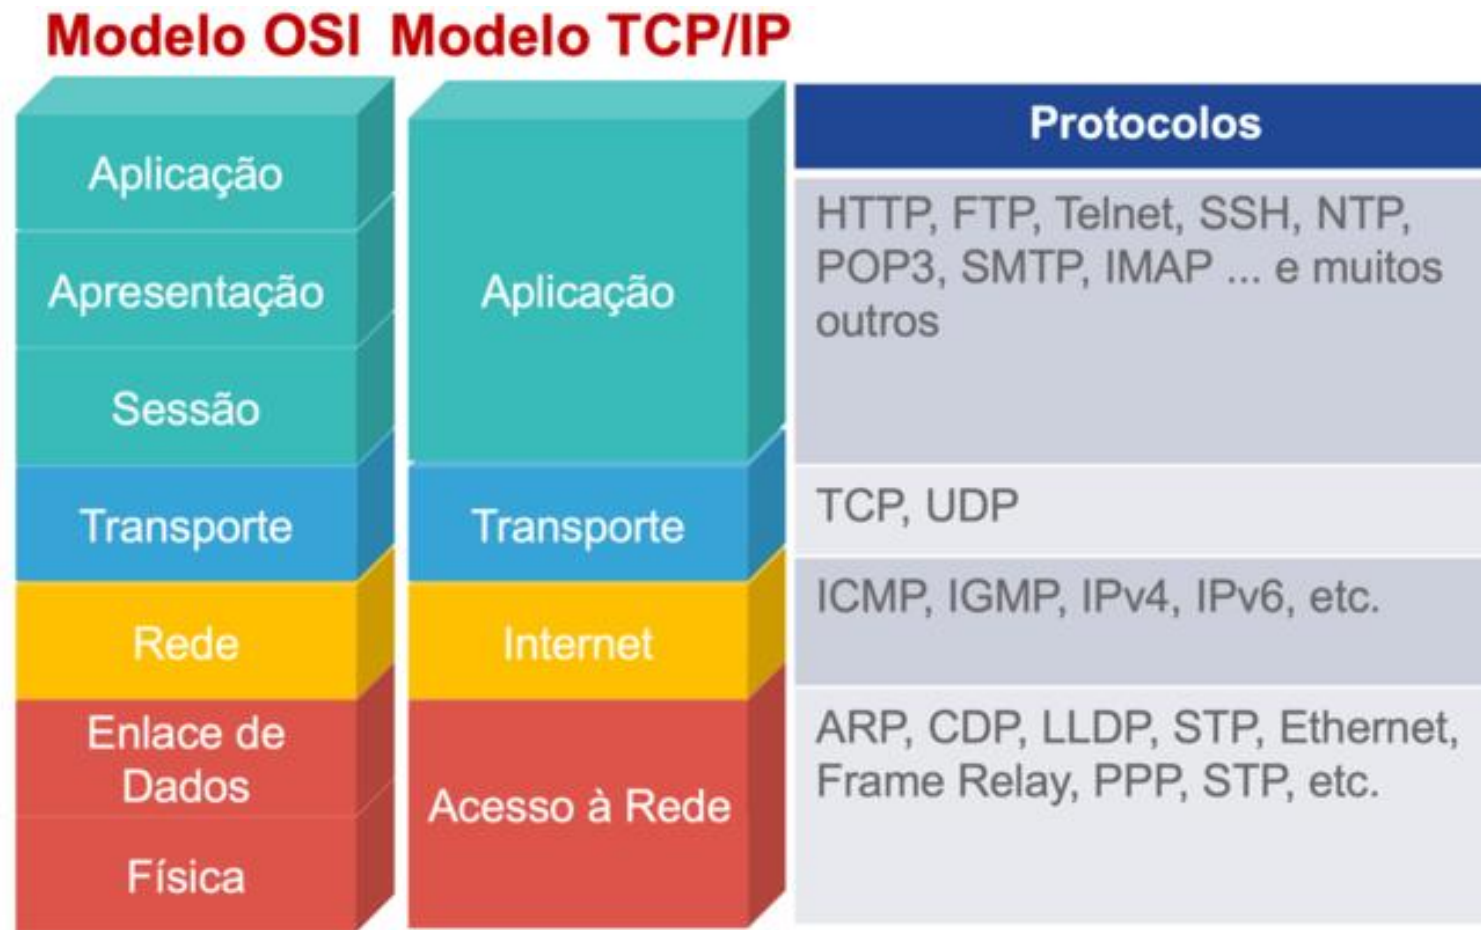 Modelo OSI
Modelo TCP/IP
Aplicação
Apresentação
Sessão
Transporte
Rede
Enlace de
Dados
Física
Aplicação
Transporte
Internet
Acesso à Rede
Protocolos
HTTP, FTP, Telnet, SSH, NTP,
POP3, SMTP, IMAP ... e muitos
outros
TCP, UDP
ICMP, IGMP, IPv4, IPv6, etc.
ARP, CDP, LLDP, STP, Ethernet,
Frame Relay, PPP, STP, etc.